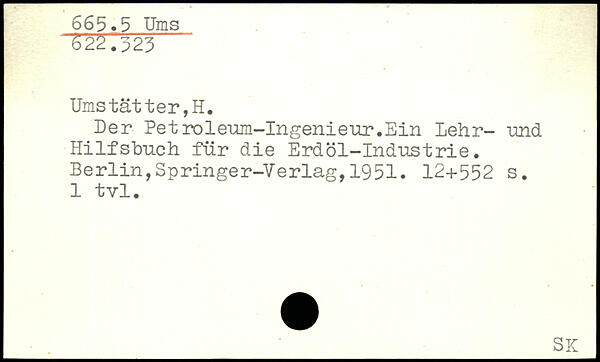 665.5 Ums
622.323
Umstätter,H.
Der Petroleum-Ingenieur.Ein Lehr- und
Hilfsbuch für die Erdöl-Industrie.
Berlin,Springer-Verlag,1951. 12+552 s.
1 tvl.
SK